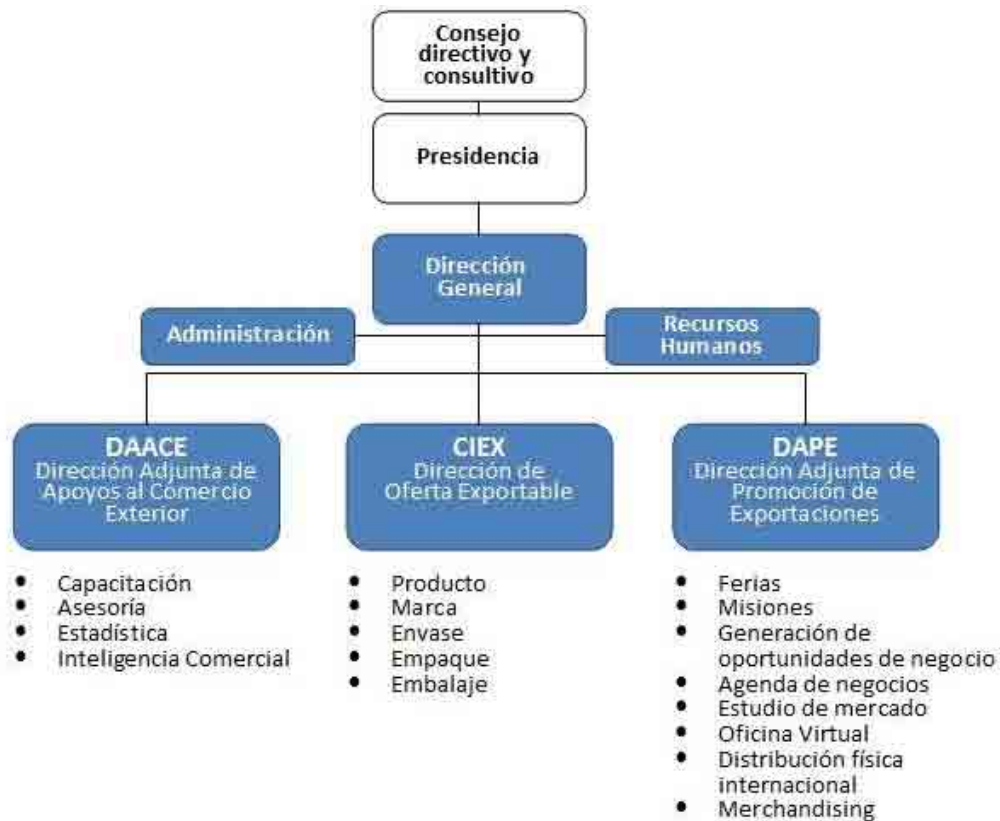 Consejo
directivo y
consultivo
Presidencia
Dirección
General
Administración
Recursos
Humanos
DAACE
Dirección Adjunta de
Apoyos al Comercio
Exterior
CIEX
Dirección de
Oferta Exportable
DAPE
Dirección Adjunta de
Promoción de
Exportaciones
• Capacitación
• Asesoría
• Estadística
• Inteligencia Comercial
• Producto
• Marca
• Envase
• Empaque
• Embalaje
• Ferias
• Misiones
• Generación de
oportunidades de negocio
• Agenda de negocios
• Estudio de mercado
• Oficina Virtual
• Distribución física
internacional
• Merchandising